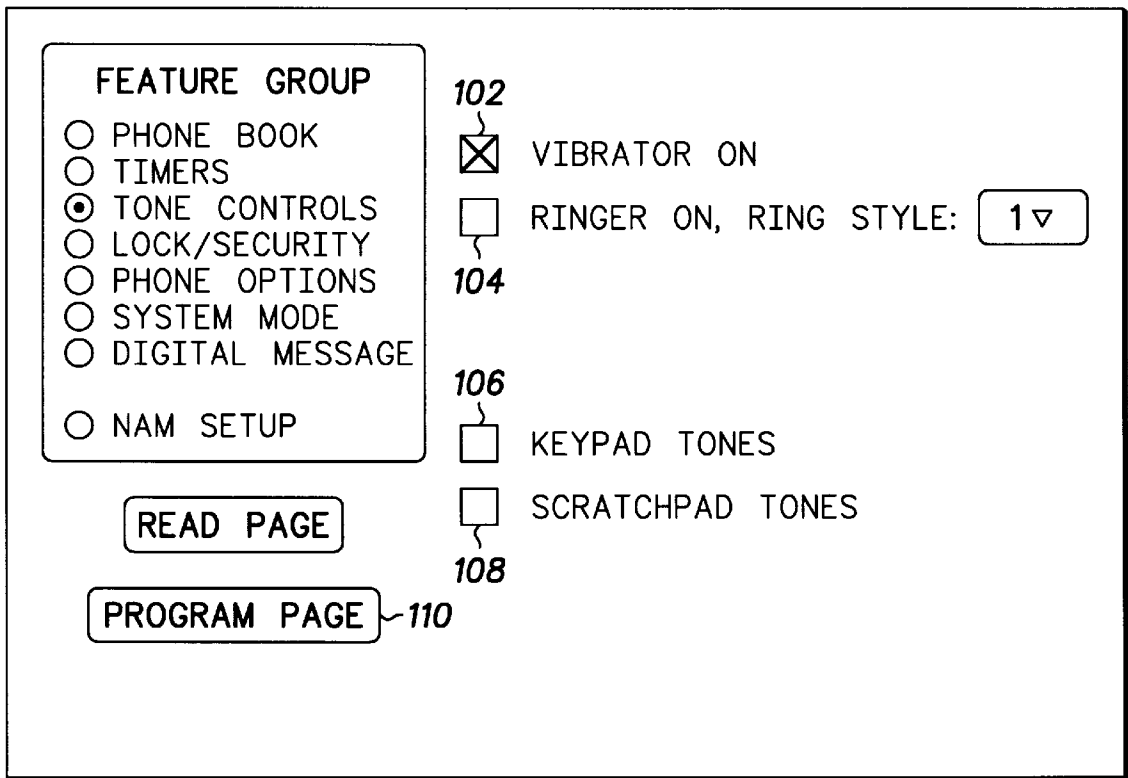 FEATURE GROUP
PHONE BOOK
TIMERS
TONE CONTROLS
LOCK/SECURITY
PHONE OPTIONS
SYSTEM MODE
DIGITAL MESSAGE
NAM SETUP
READ PAGE
PROGRAM PAGE 110
102
VIBRATOR ON
RINGER ON, RING STYLE: 1
104
106
KEYPAD TONES
SCRATCHPAD TONES
108